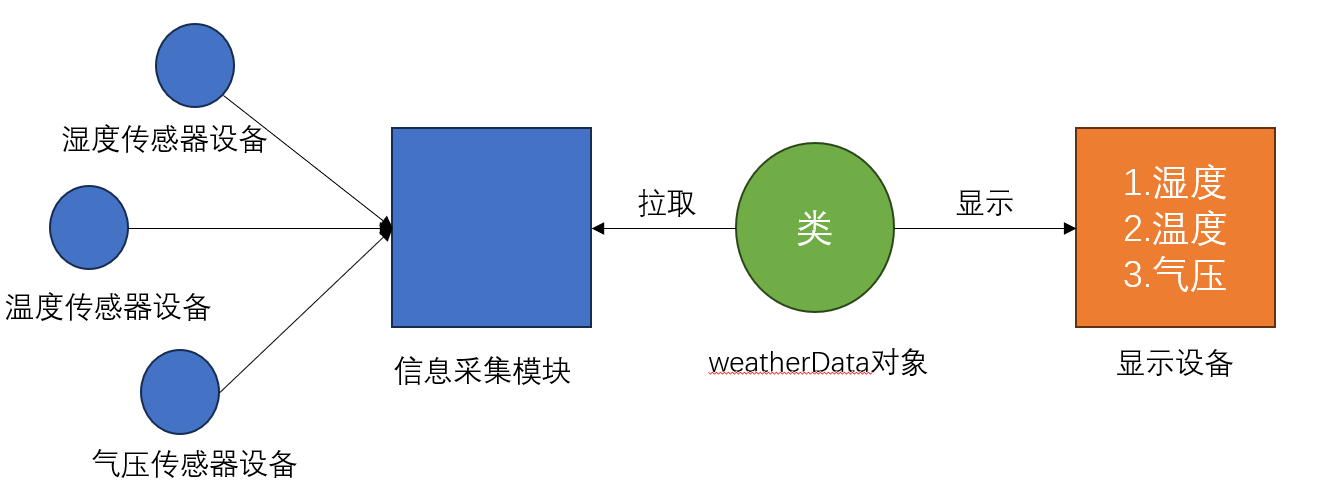 湿度传感器设备
温度传感器设备
气压传感器设备
信息采集模块
拉取
类
weatherData对象
显示
1.湿度
2.温度
3.气压
显示设备